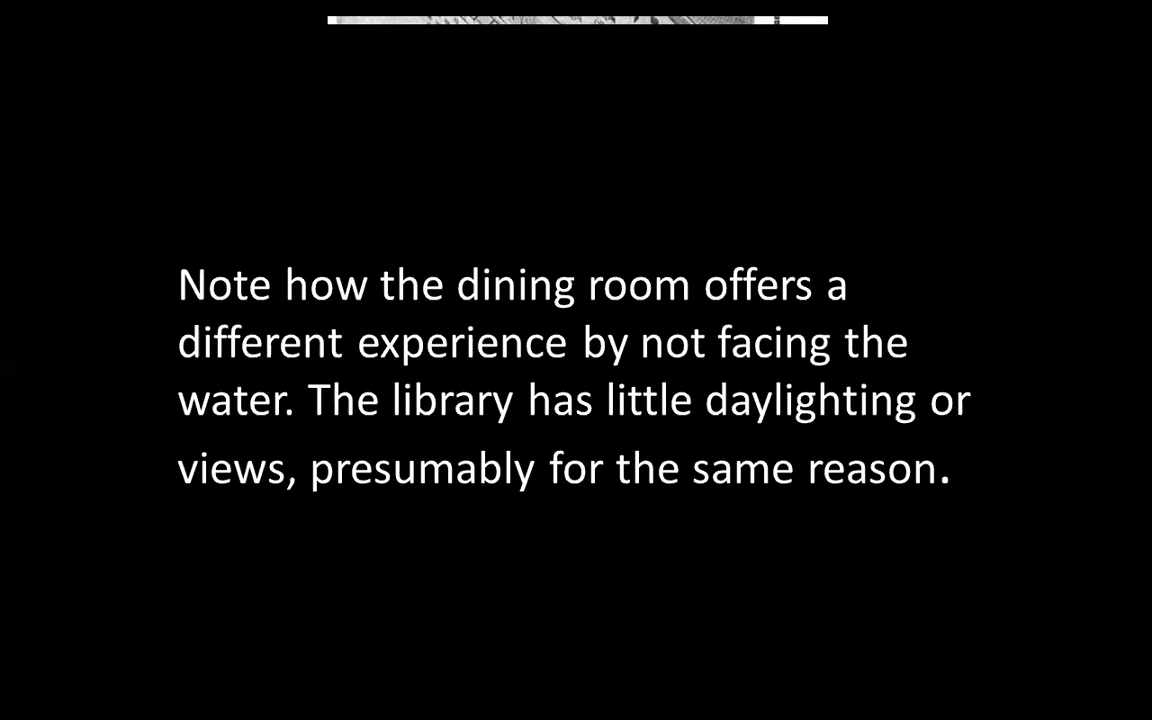 Note how the dining room offers a
different experience by not facing the
water. The library has little daylighting or
views, presumably for the same reason.